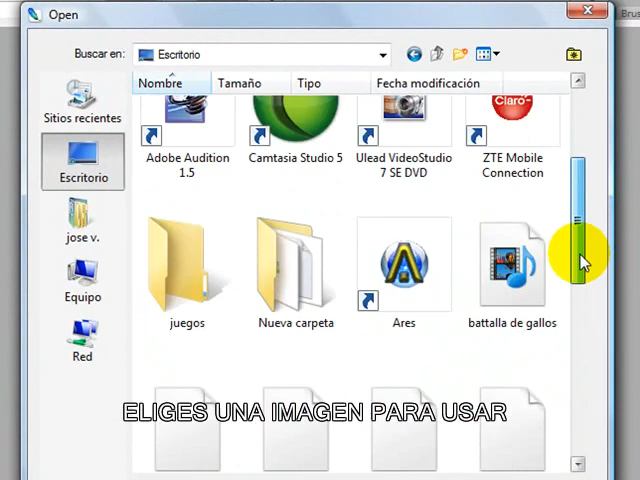 Open
Brus
Buscar en:
Escritorio
Nombre
Tamaño
Tipo
Fecha modificación
Sitios recientes
Escritorio
jose v.
Equipo
Red
Claro
Adobe Audition
1.5
Camtasia Studio 5
Ulead VideoStudio
7 SE DVD
ZTE Mobile
Connection
juegos
Nueva carpeta
Ares
battalla de gallos
ELIGES UNA IMAGEN PARA USAR